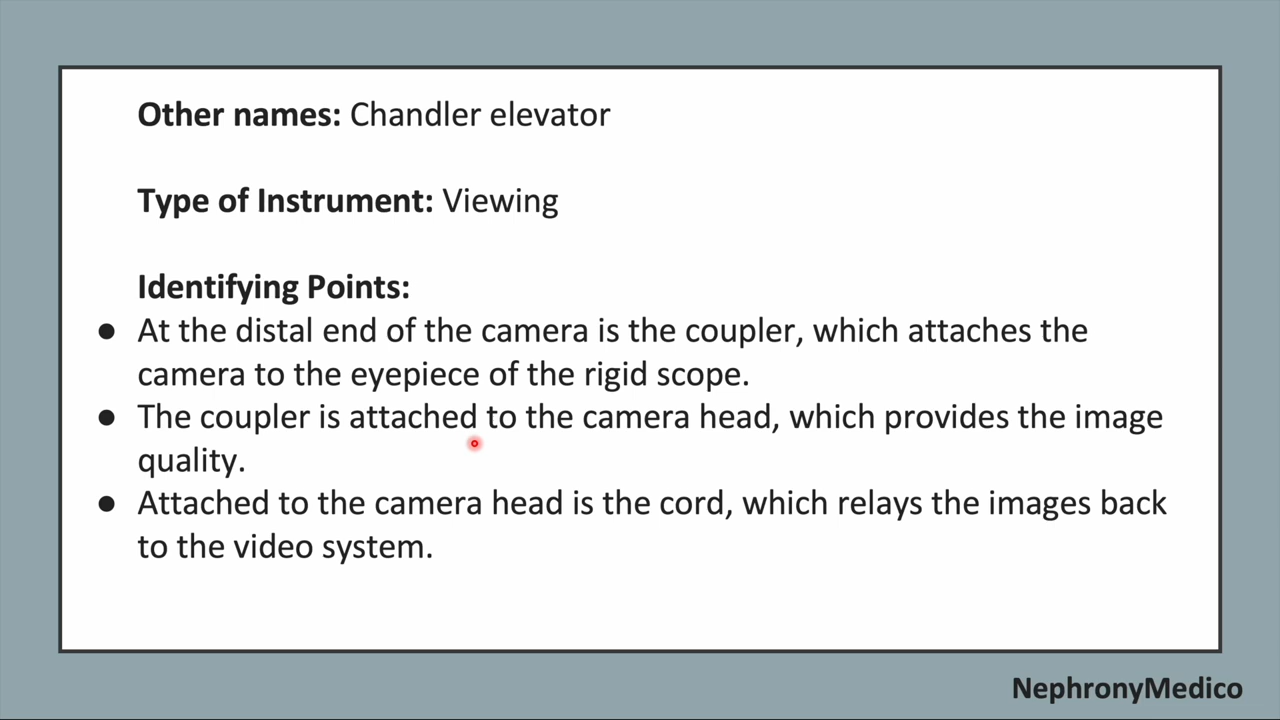 Other names: Chandler elevator
Type of Instrument: Viewing
Identifying Points:
● At the distal end of the camera is the coupler, which attaches the
camera to the eyepiece of the rigid scope.
● The coupler is attached to the camera head, which provides the image
quality.
● Attached to the camera head is the cord, which relays the images back
to the video system.
NephronyMedico